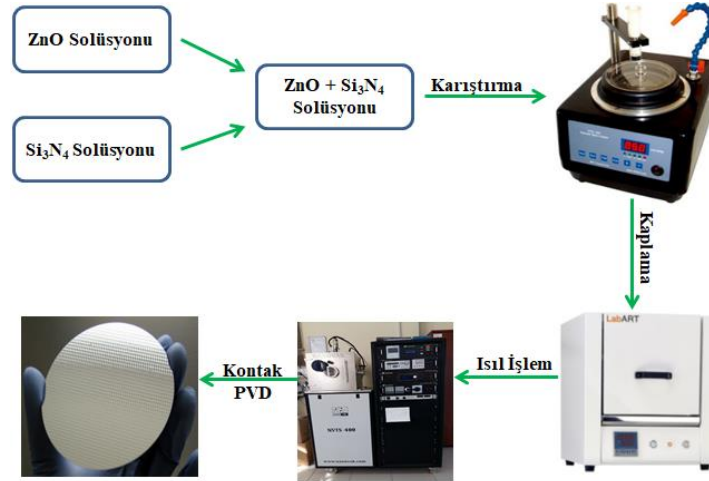 ZnO Solüsyonu
Si₃N₄ Solüsyonu
ZnO + Si₃N₄
Solüsyonu
Karıştırma
Kaplama
LabART
Isıl İşlem
NVTS 400
Kontak
PVD